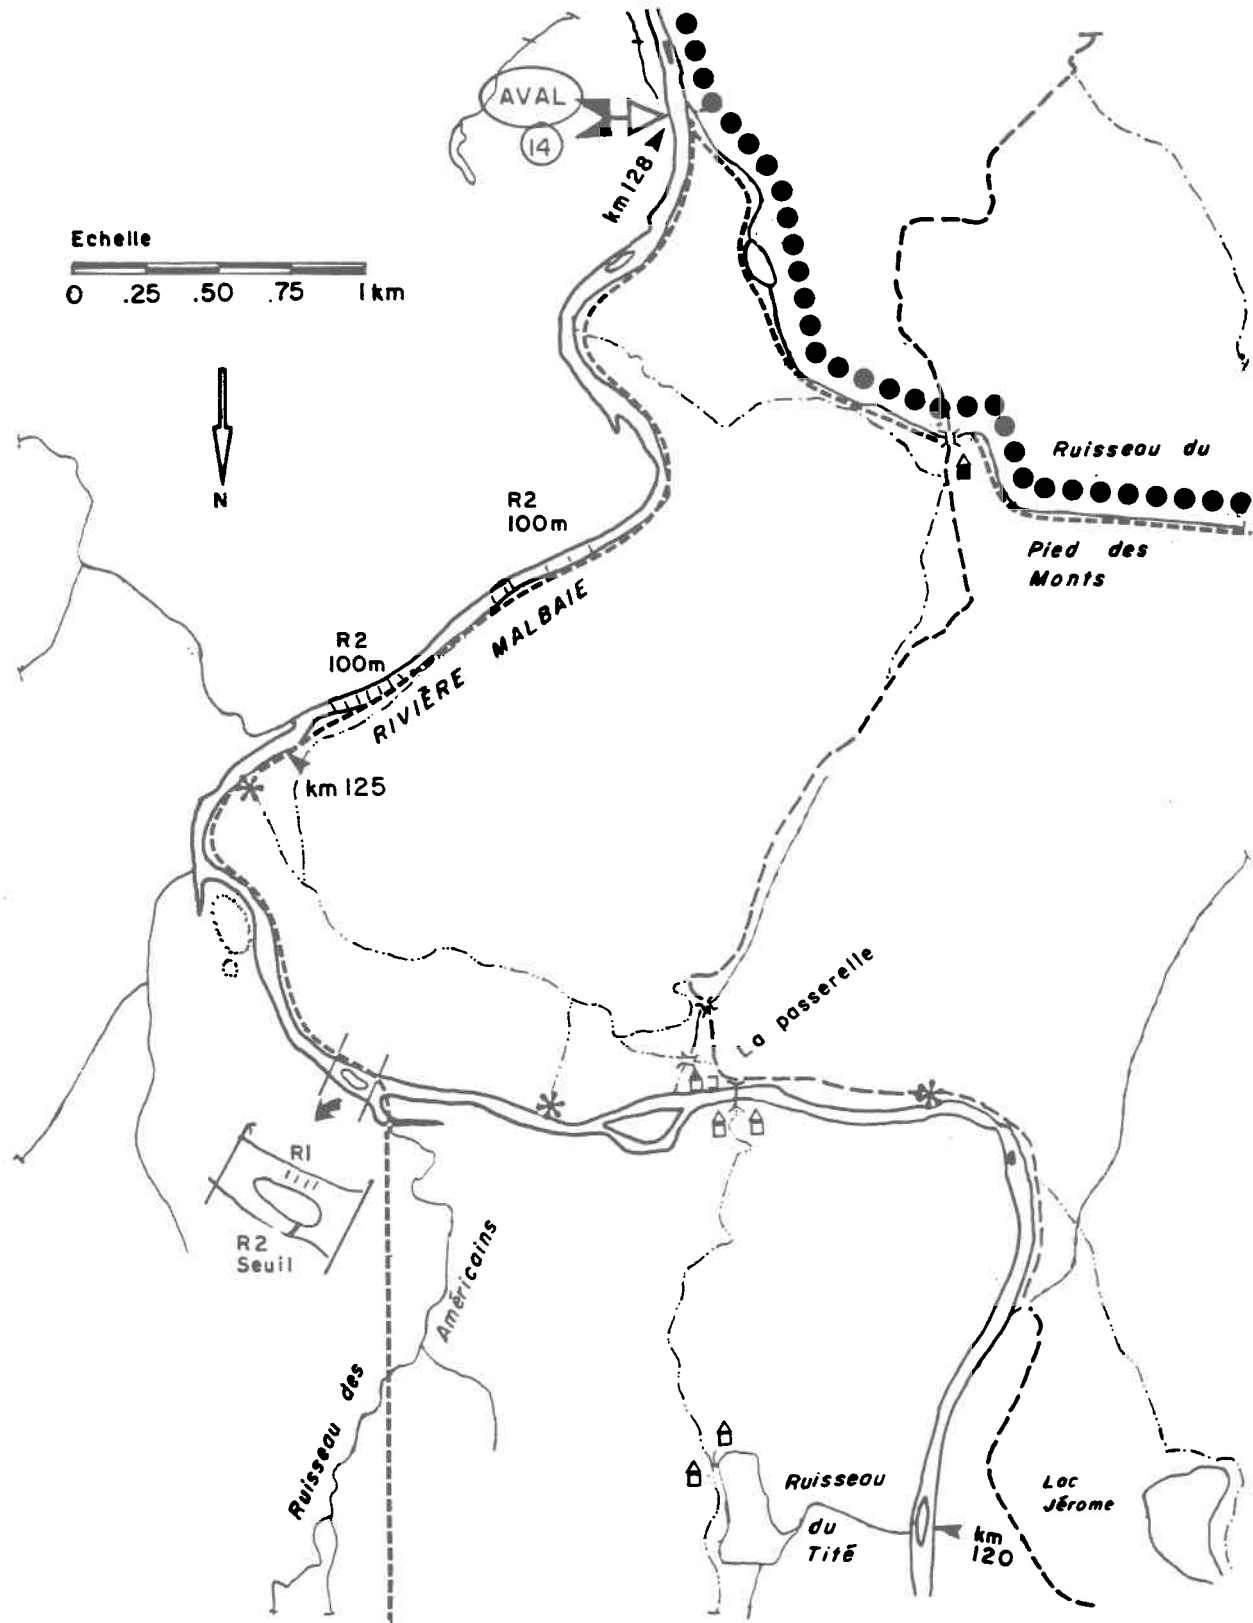 AVAL
14
km 128
Echelle
0 .25 .50 .75 1 km
N
Ruisseau du
Pied des
Monts
R2
100m
R2
100m
RIVIÈRE MALBAIE
km 125
La passerelle
R1
R2
Seuil
Ruisseau des
Américains
Ruisseau
du
Tité
Lac
Jérome
km
120